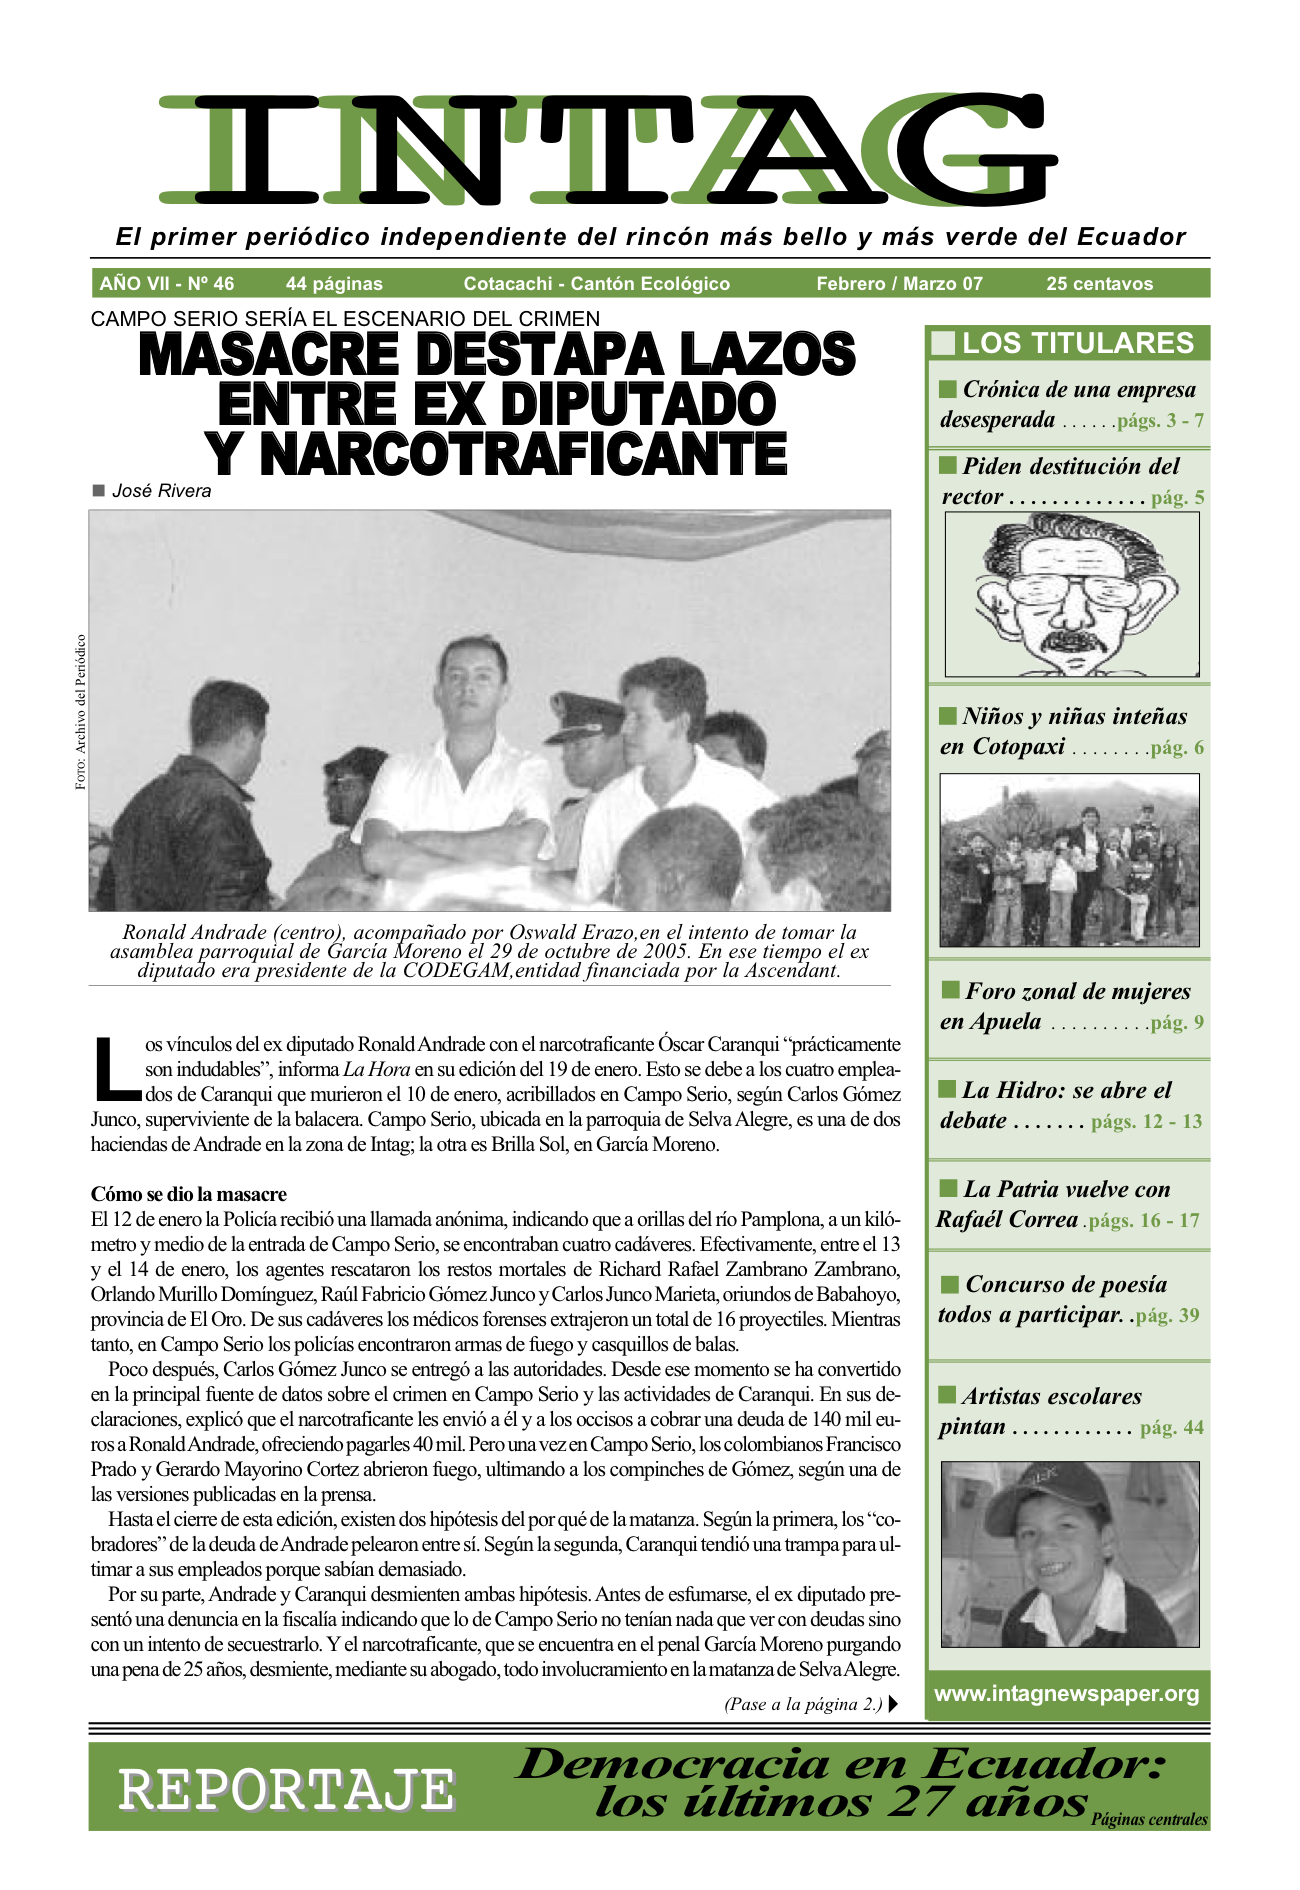 INTAG
El primer periódico independiente del rincón más bello y más verde del Ecuador
AÑO VII - Nº 46 44 páginas Cotacachi - Cantón Ecológico Febrero / Marzo 07 25 centavos
CAMPO SERIO SERÍA EL ESCENARIO DEL CRIMEN
MASACRE DESTAPA LAZOS
ENTRE EX DIPUTADO
Y NARCOTRAFICANTE
José Rivera
Foto: Archivo del Periódico
Ronald Andrade (centro), acompañado por Oswald Erazo,en el intento de tomar la
asamblea parroquial de García Moreno el 29 de octubre de 2005. En ese tiempo el ex
diputado era presidente de la CODEGAM,entidad financiada por la Ascendant.
Los vínculos del ex diputado Ronald Andrade con el narcotraficante Óscar Caranqui “prácticamente
son indudables”, informa La Hora en su edición del 19 de enero. Esto se debe a los cuatro emplea-
dos de Caranqui que murieron el 10 de enero, acribillados en Campo Serio, según Carlos Gómez
Junco, superviviente de la balacera. Campo Serio, ubicada en la parroquia de Selva Alegre, es una de dos
haciendas de Andrade en la zona de Intag; la otra es Brilla Sol, en García Moreno.
Cómo se dio la masacre
El 12 de enero la Policía recibió una llamada anónima, indicando que a orillas del río Pamplona, a un kiló-
metro y medio de la entrada de Campo Serio, se encontraban cuatro cadáveres. Efectivamente, entre el 13
y el 14 de enero, los agentes rescataron los restos mortales de Richard Rafael Zambrano Zambrano,
Orlando Murillo Domínguez, Raúl Fabricio Gómez Junco y Carlos Junco Marieta, oriundos de Babahoyo,
provincia de El Oro. De sus cadáveres los médicos forenses extrajeron un total de 16 proyectiles. Mientras
tanto, en Campo Serio los policías encontraron armas de fuego y casquillos de balas.
Poco después, Carlos Gómez Junco se entregó a las autoridades. Desde ese momento se ha convertido
en la principal fuente de datos sobre el crimen en Campo Serio y las actividades de Caranqui. En sus de-
claraciones, explicó que el narcotraficante les envió a él y a los occisos a cobrar una deuda de 140 mil eu-
ros a Ronald Andrade, ofreciendo pagarles 40 mil. Pero una vez en Campo Serio, los colombianos Francisco
Prado y Gerardo Mayorino Cortez abrieron fuego, ultimando a los compinches de Gómez, según una de
las versiones publicadas en la prensa.
Hasta el cierre de esta edición, existen dos hipótesis del por qué de la matanza. Según la primera, los “co-
bradores” de la deuda de Andrade pelearon entre sí. Según la segunda, Caranqui tendió una trampa para ul-
timar a sus empleados porque sabían demasiado.
Por su parte, Andrade y Caranqui desmienten ambas hipótesis. Antes de esfumarse, el ex diputado pre-
sentó una denuncia en la fiscalía indicando que lo de Campo Serio no tenían nada que ver con deudas sino
con un intento de secuestrarlo. Y el narcotraficante, que se encuentra en el penal García Moreno purgando
una pena de 25 años, desmiente, mediante su abogado, todo involucramiento en la matanza de Selva Alegre.
(Pase a la página 2.)
LOS TITULARES
Crónica de una empresa
desesperada . . . . . . págs. 3 - 7
Piden destitución del
rector . . . . . . . . . . . . . pág. 5
Niños y niñas inteñas
en Cotopaxi . . . . . . . . pág. 6
Foro zonal de mujeres
en Apuela . . . . . . . . . . pág. 9
La Hidro: se abre el
debate . . . . . . . págs. 12 - 13
La Patria vuelve con
Rafaél Correa . págs. 16 - 17
Concurso de poesía
todos a participar. . pág. 39
Artistas escolares
pintan . . . . . . . . . . . . pág. 44
www.intagnewspaper.org
REPORTAJE
Democracia en Ecuador:
los últimos 27 años
Páginas centrales